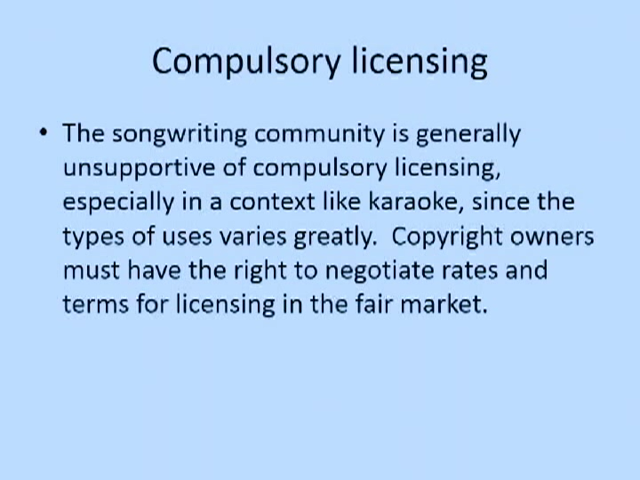 Compulsory licensing
• The songwriting community is generally
unsupportive of compulsory licensing,
especially in a context like karaoke, since the
types of uses varies greatly.  Copyright owners
must have the right to negotiate rates and
terms for licensing in the fair market.